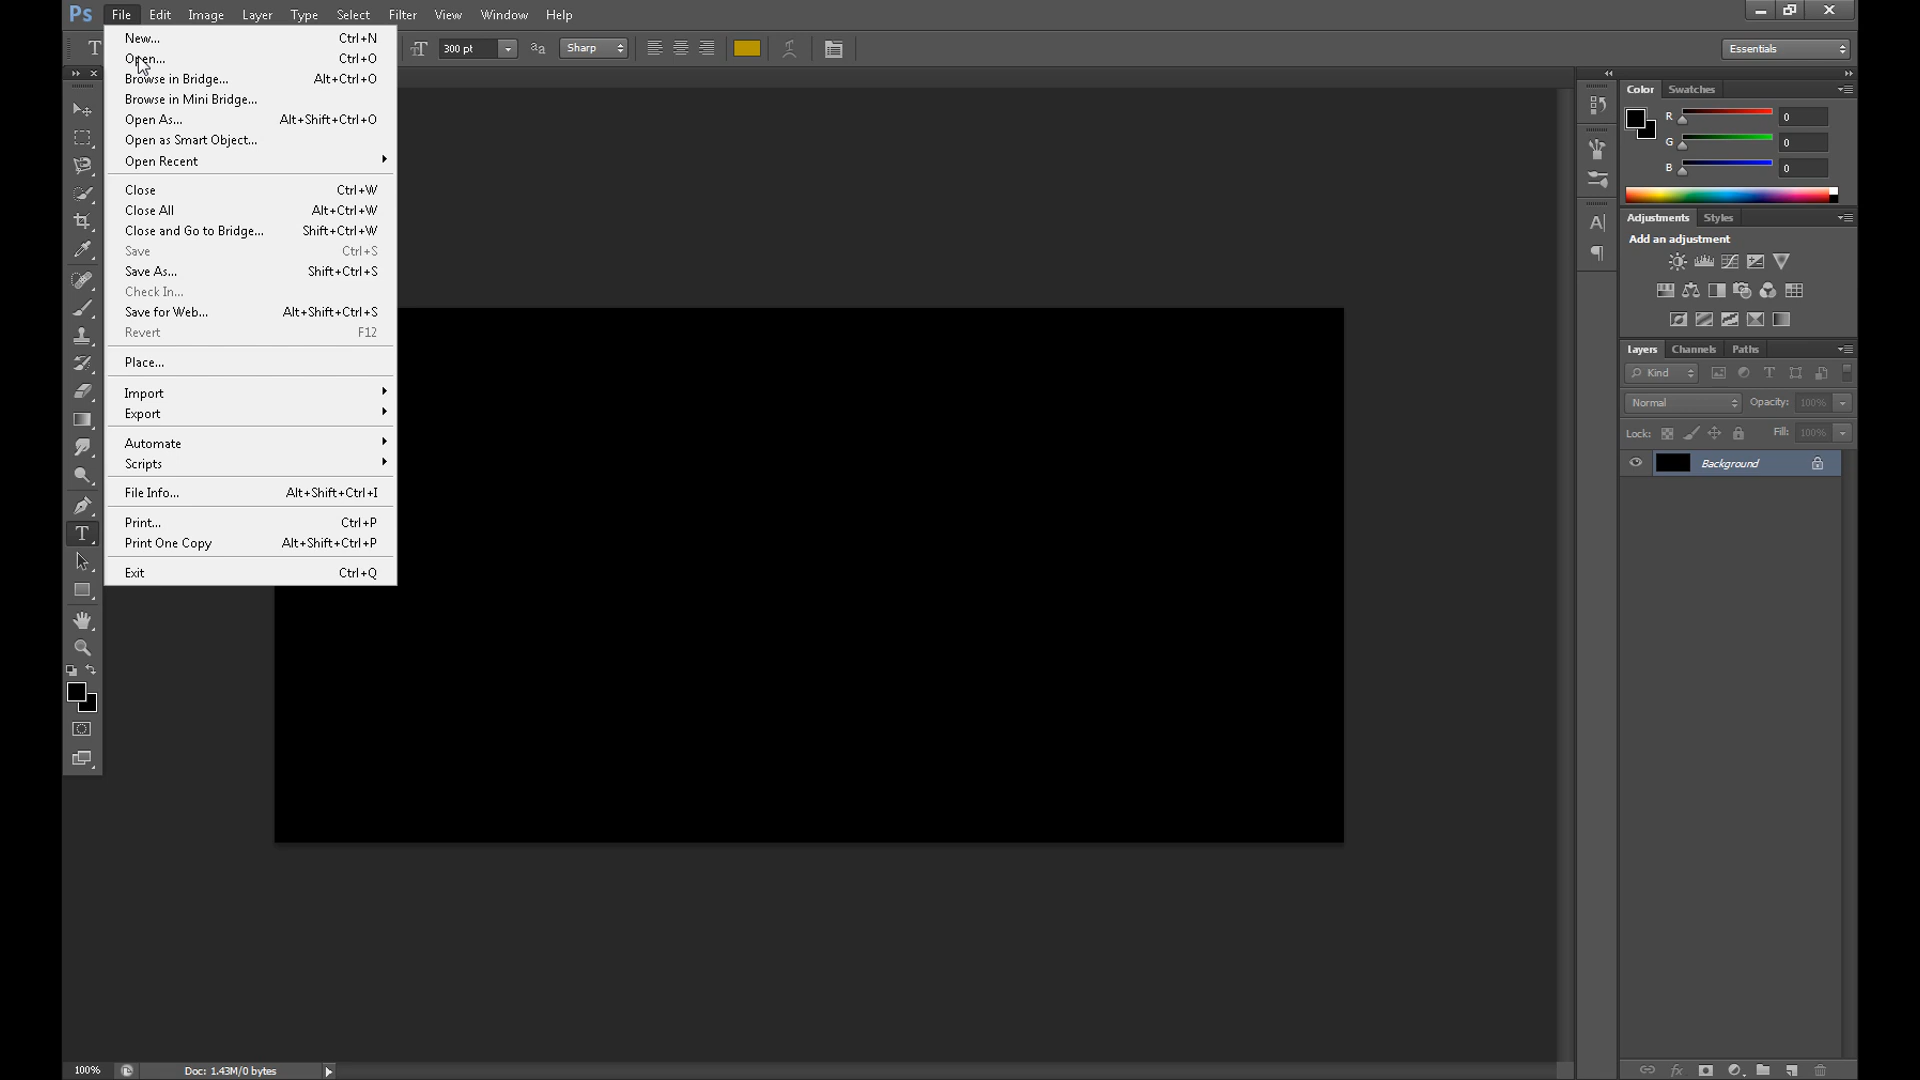 Ps File Edit Image Layer Type Select Filter View Window Help
T 300 pt aa Sharp Essentials
New... Ctrl+N
Open... Ctrl+O
Browse in Bridge... Alt+Ctrl+O
Browse in Mini Bridge...
Open As... Alt+Shift+Ctrl+O
Open as Smart Object...
Open Recent
Close Ctrl+W
Close All Alt+Ctrl+W
Close and Go to Bridge... Shift+Ctrl+W
Save Ctrl+S
Save As... Shift+Ctrl+S
Check In...
Save for Web... Alt+Shift+Ctrl+S
Revert F12
Place...
Import
Export
Automate
Scripts
File Info... Alt+Shift+Ctrl+I
Print... Ctrl+P
Print One Copy Alt+Shift+Ctrl+P
Exit Ctrl+Q
Color Swatches
R 0
G 0
B 0
Adjustments Styles
Add an adjustment
Layers Channels Paths
Kind
Normal Opacity: 100%
Lock: Fill: 100%
Background
100% Doc: 1.43M/0 bytes
fx